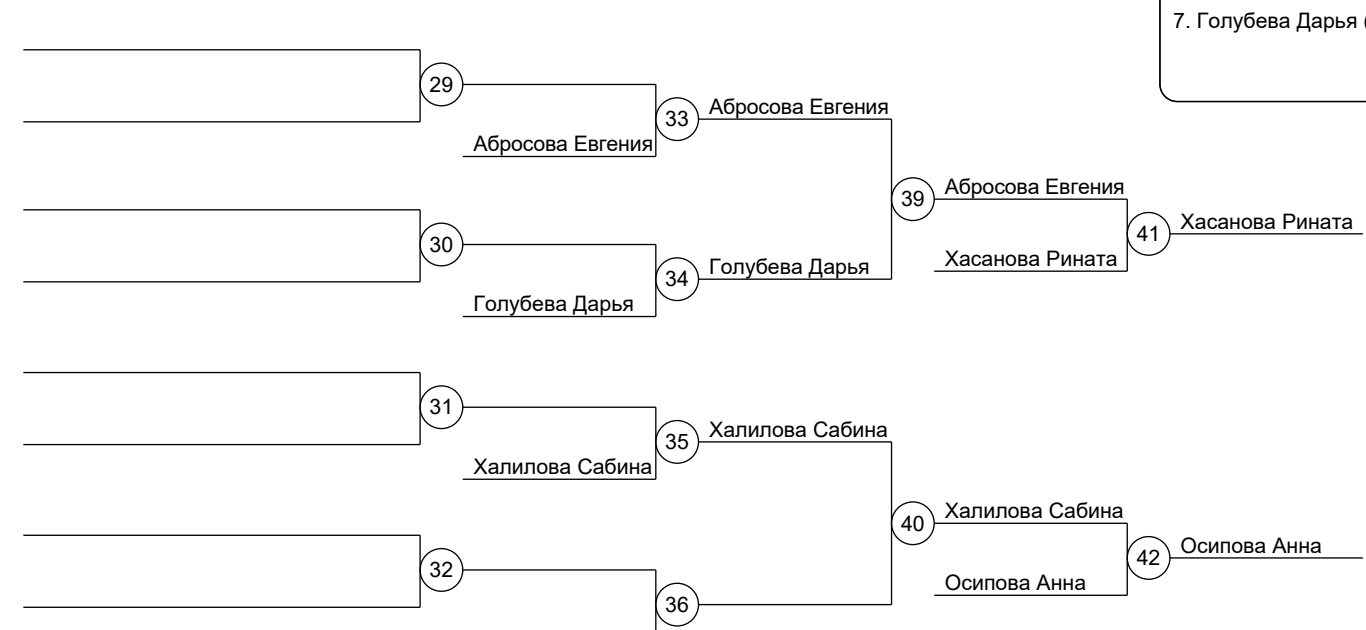 7. Голубева Дарья (
29
33
Абросова Евгения
Абросова Евгения
39
Абросова Евгения
41
Хасанова Рината
30
34
Голубева Дарья
Хасанова Рината
Голубева Дарья
31
35
Халилова Сабина
Халилова Сабина
40
Халилова Сабина
42
Осипова Анна
32
36
Осипова Анна